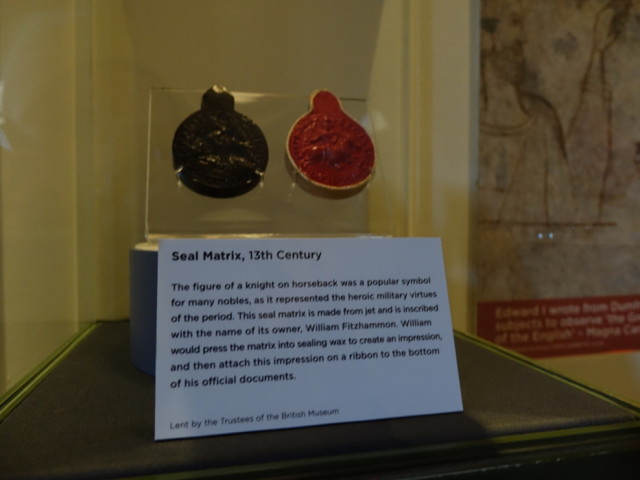 Seal Matrix, 13th Century
The figure of a knight on horseback was a popular symbol
for many nobles, as it represented the heroic military virtues
of the period. This seal matrix is made from jet and is inscribed
with the name of its owner, William Fitzhammon. William
would press the matrix into sealing wax to create an impression,
and then attach this impression on a ribbon to the bottom
of his official documents.
Lent by the Trustees of the British Museum
Edward I wrote from
subjects to observe 'the
of the English'. Magna